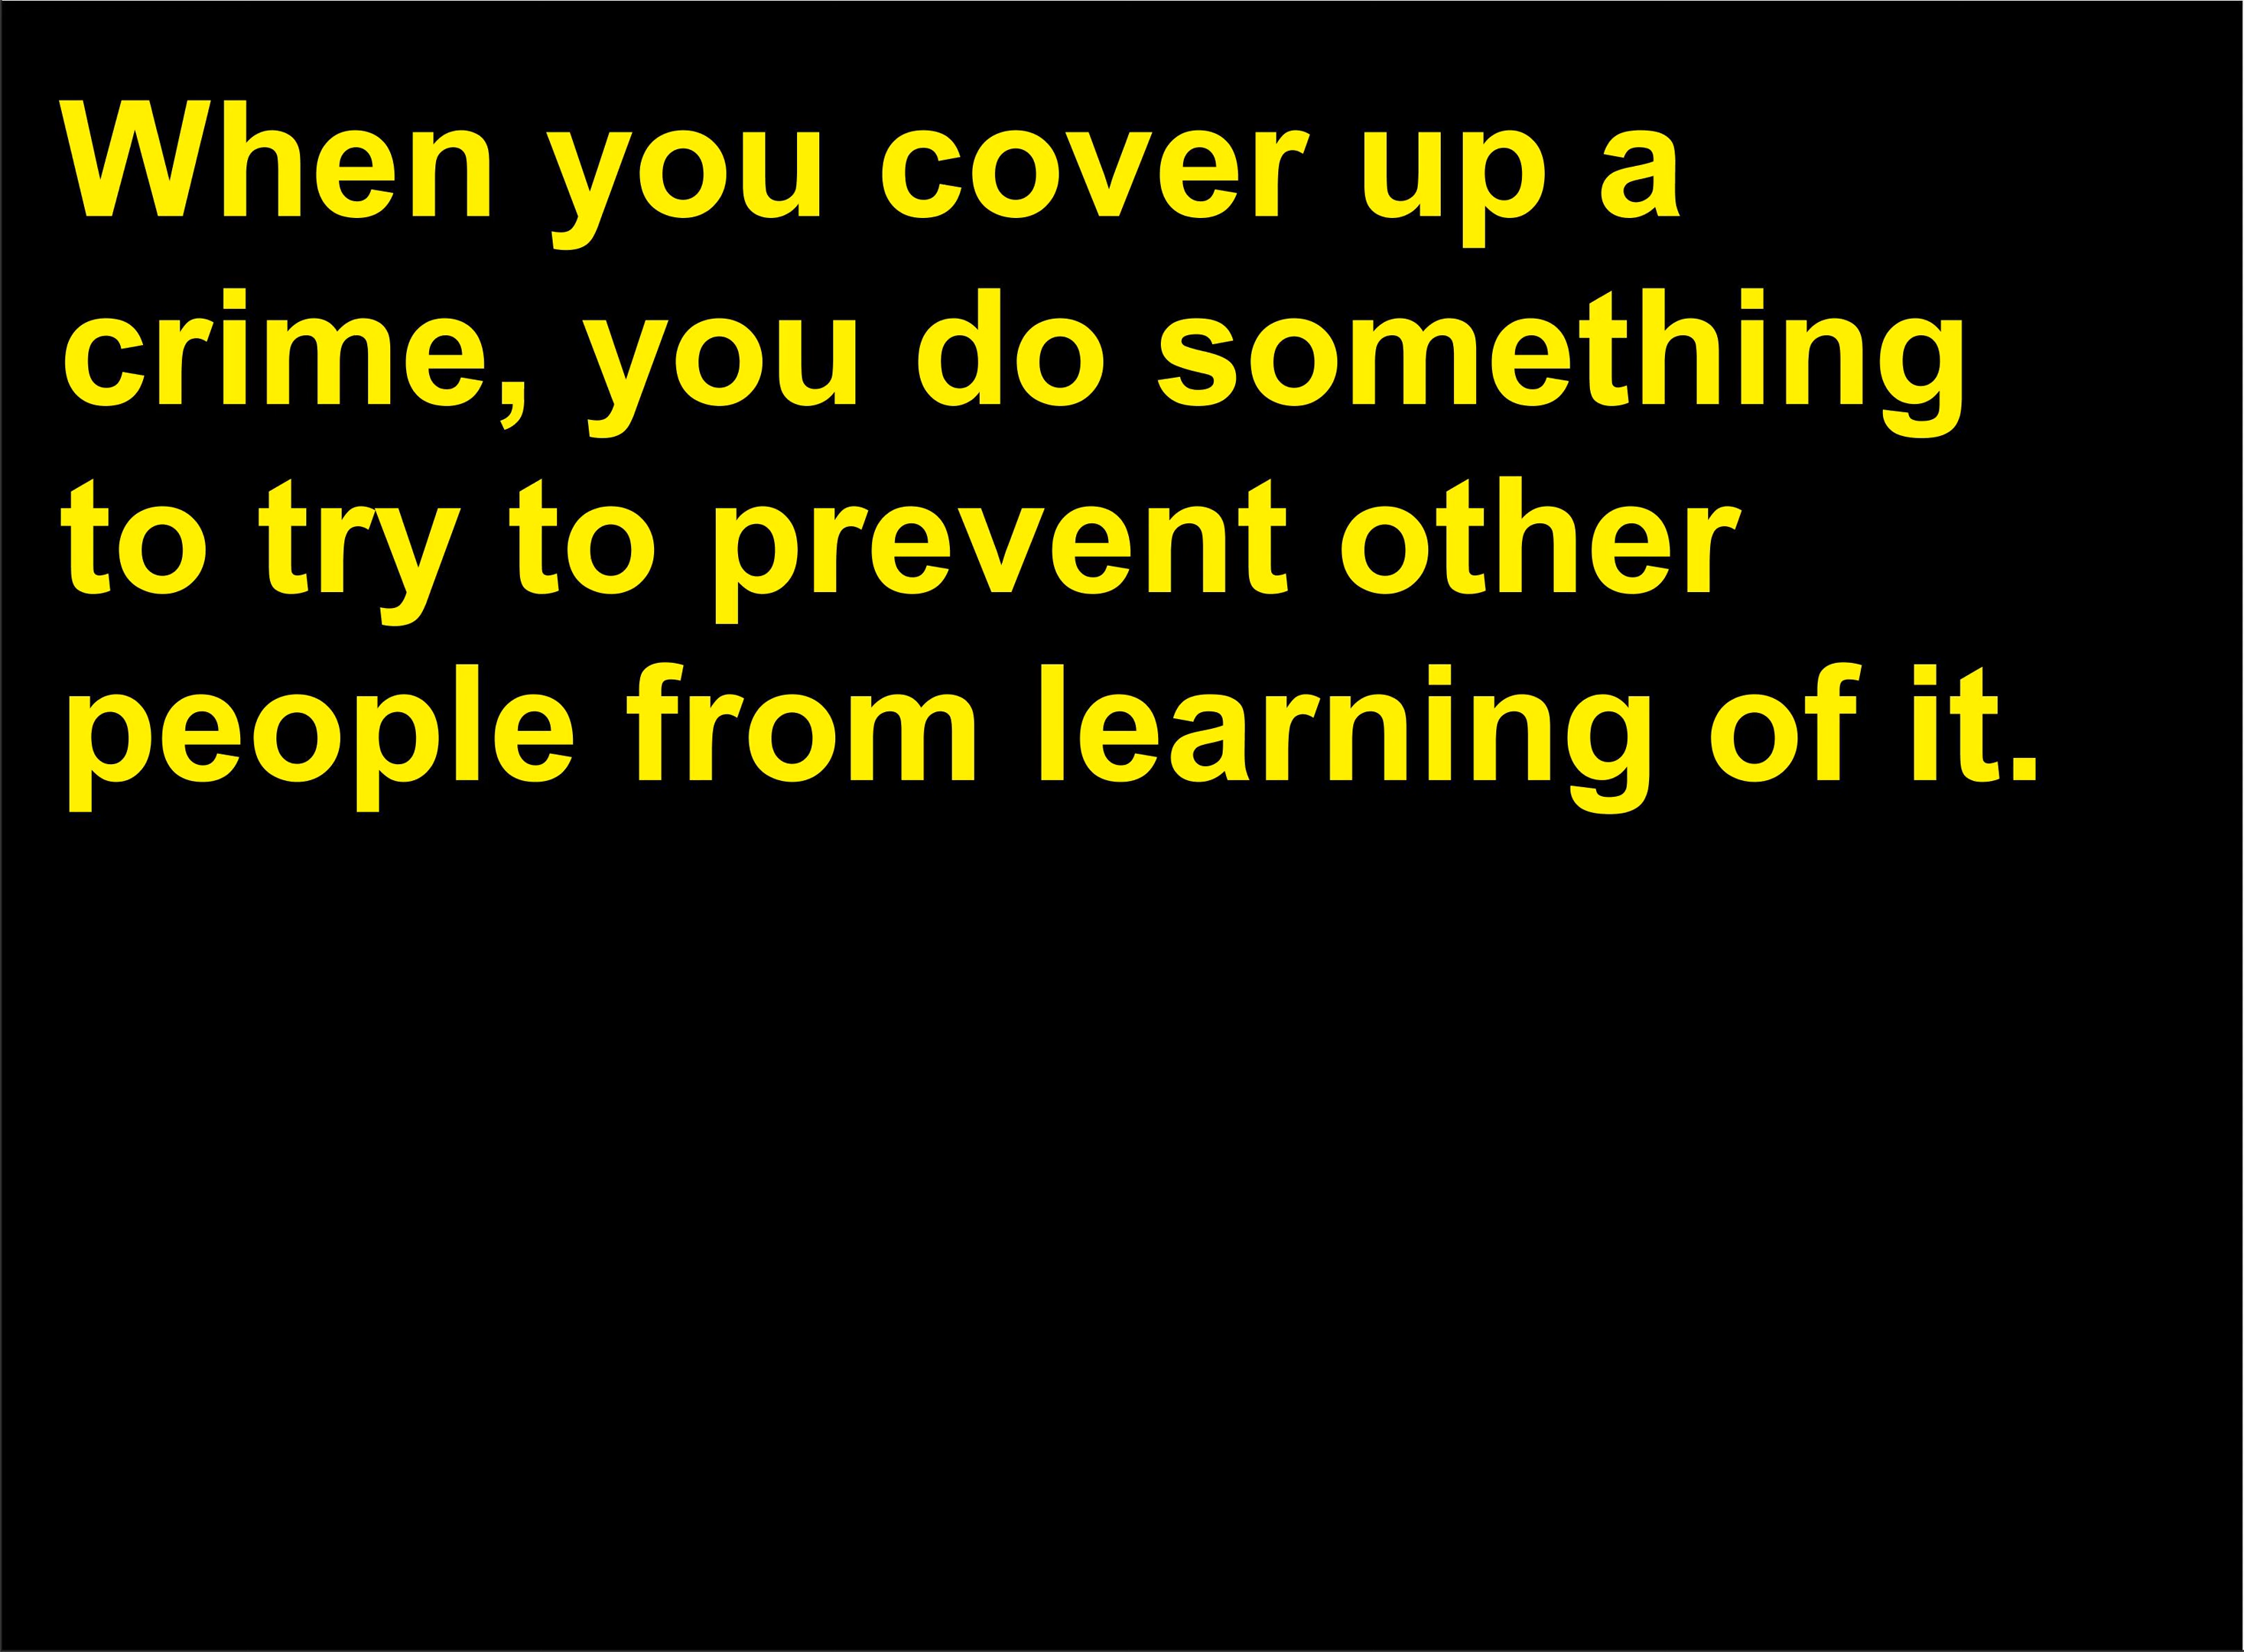 When you cover up a
crime, you do something
to try to prevent other
people from learning of it.